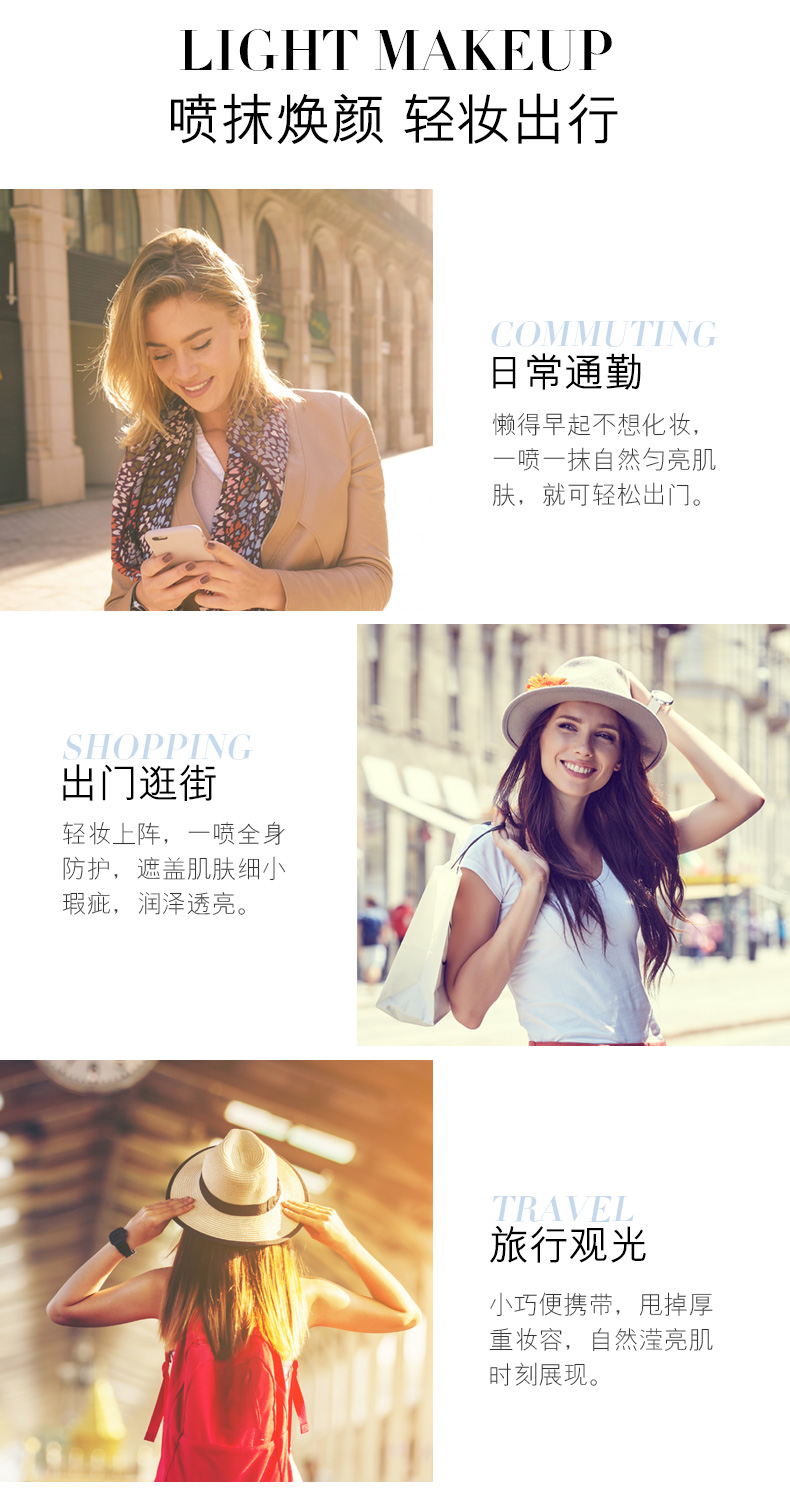 LIGHT MAKEUP
喷抹焕颜 轻妆出行
COMMUTING
日常通勤
懒得早起不想化妆，
一喷一抹自然匀亮肌
肤，就可轻松出门。
SHOPPING
出门逛街
轻妆上阵，一喷全身
防护，遮盖肌肤细小
瑕疵，润泽透亮。
TRAVEL
旅行观光
小巧便携带，甩掉厚
重妆容，自然滢亮肌
时刻展现。